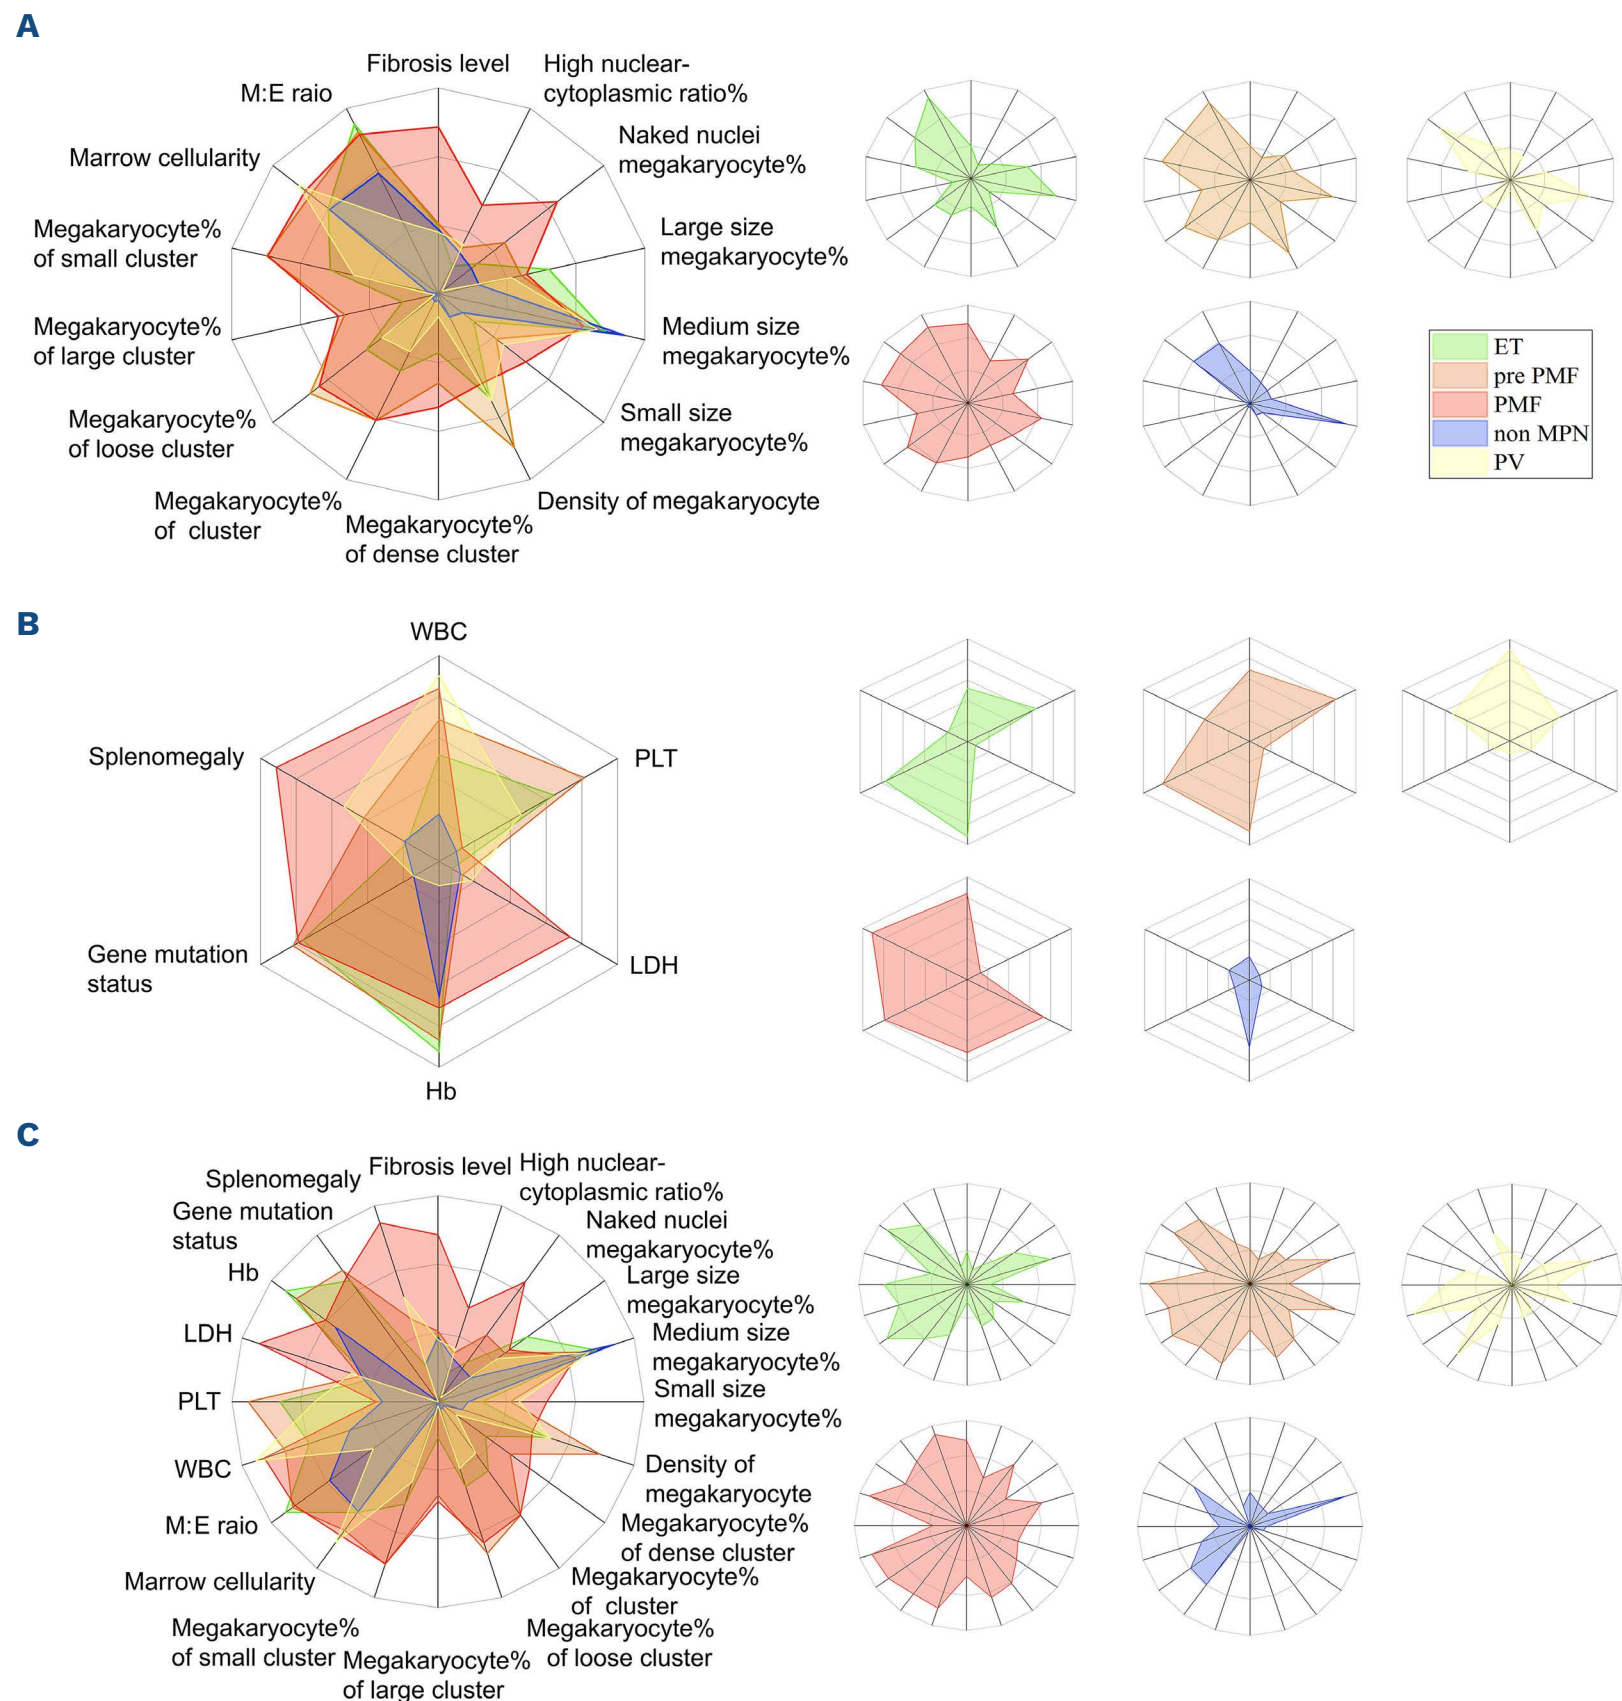 A
Fibrosis level
High nuclear-
cytoplasmic ratio%
M:E raio
Naked nuclei
megakaryocyte%
Marrow cellularity
Large size
megakaryocyte%
Megakaryocyte%
of small cluster
Medium size
megakaryocyte%
Megakaryocyte%
of large cluster
Small size
megakaryocyte%
Megakaryocyte%
of loose cluster
Density of megakaryocyte
Megakaryocyte%
of cluster
Megakaryocyte%
of dense cluster
ET
pre PMF
PMF
non MPN
PV
B
WBC
Splenomegaly
PLT
Gene mutation
status
LDH
Hb
C
Splenomegaly
Fibrosis level
High nuclear-
cytoplasmic ratio%
Gene mutation
status
Naked nuclei
megakaryocyte%
Hb
Large size
megakaryocyte%
LDH
Medium size
megakaryocyte%
PLT
Small size
megakaryocyte%
WBC
Density of
megakaryocyte
M:E raio
Megakaryocyte%
of dense cluster
Marrow cellularity
Megakaryocyte%
of cluster
Megakaryocyte%
of small cluster
Megakaryocyte%
of loose cluster
Megakaryocyte%
of large cluster